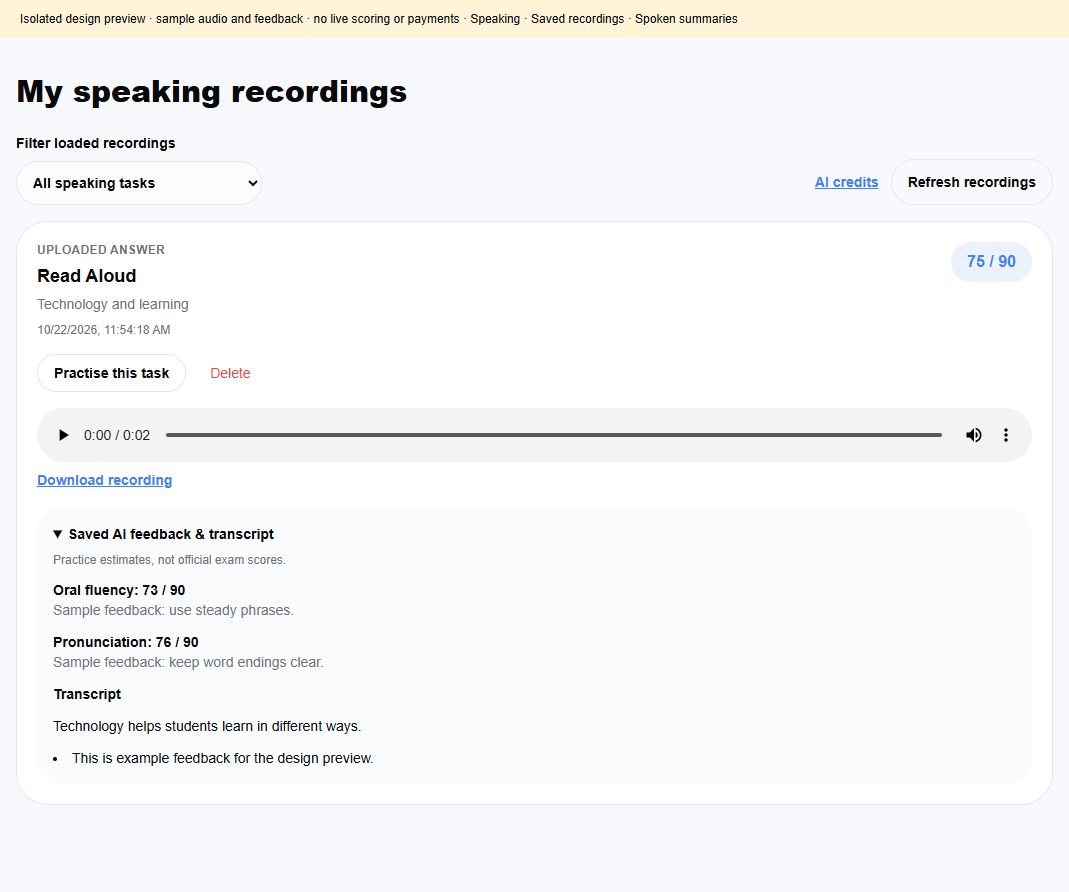 Isolated design preview · sample audio and feedback · no live scoring or payments · Speaking · Saved recordings · Spoken summaries
My speaking recordings
Filter loaded recordings
All speaking tasks
AI credits
Refresh recordings
UPLOADED ANSWER
75 / 90
Read Aloud
Technology and learning
10/22/2026, 11:54:18 AM
Practise this task
Delete
0:00 / 0:02
Download recording
Saved AI feedback & transcript
Practice estimates, not official exam scores.
Oral fluency: 73 / 90
Sample feedback: use steady phrases.
Pronunciation: 76 / 90
Sample feedback: keep word endings clear.
Transcript
Technology helps students learn in different ways.
• This is example feedback for the design preview.